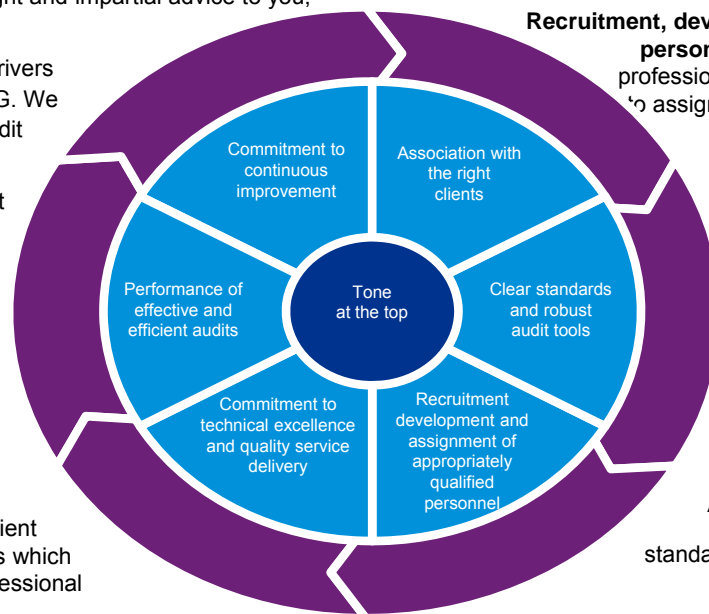 ght and impartial advice to you,
rivers
G. We
dit
t
ient
s which
essional
Recruitment, dev
person
professio
to assign
standa
Commitment to
continuous
improvement
Association with
the right
clients
Clear standards
and robust
audit tools
Recruitment
development and
assignment of
appropriately
qualified
personnel
Commitment to
technical excellence
and quality service
delivery
Performance of
effective and
efficient audits
Tone
at the top